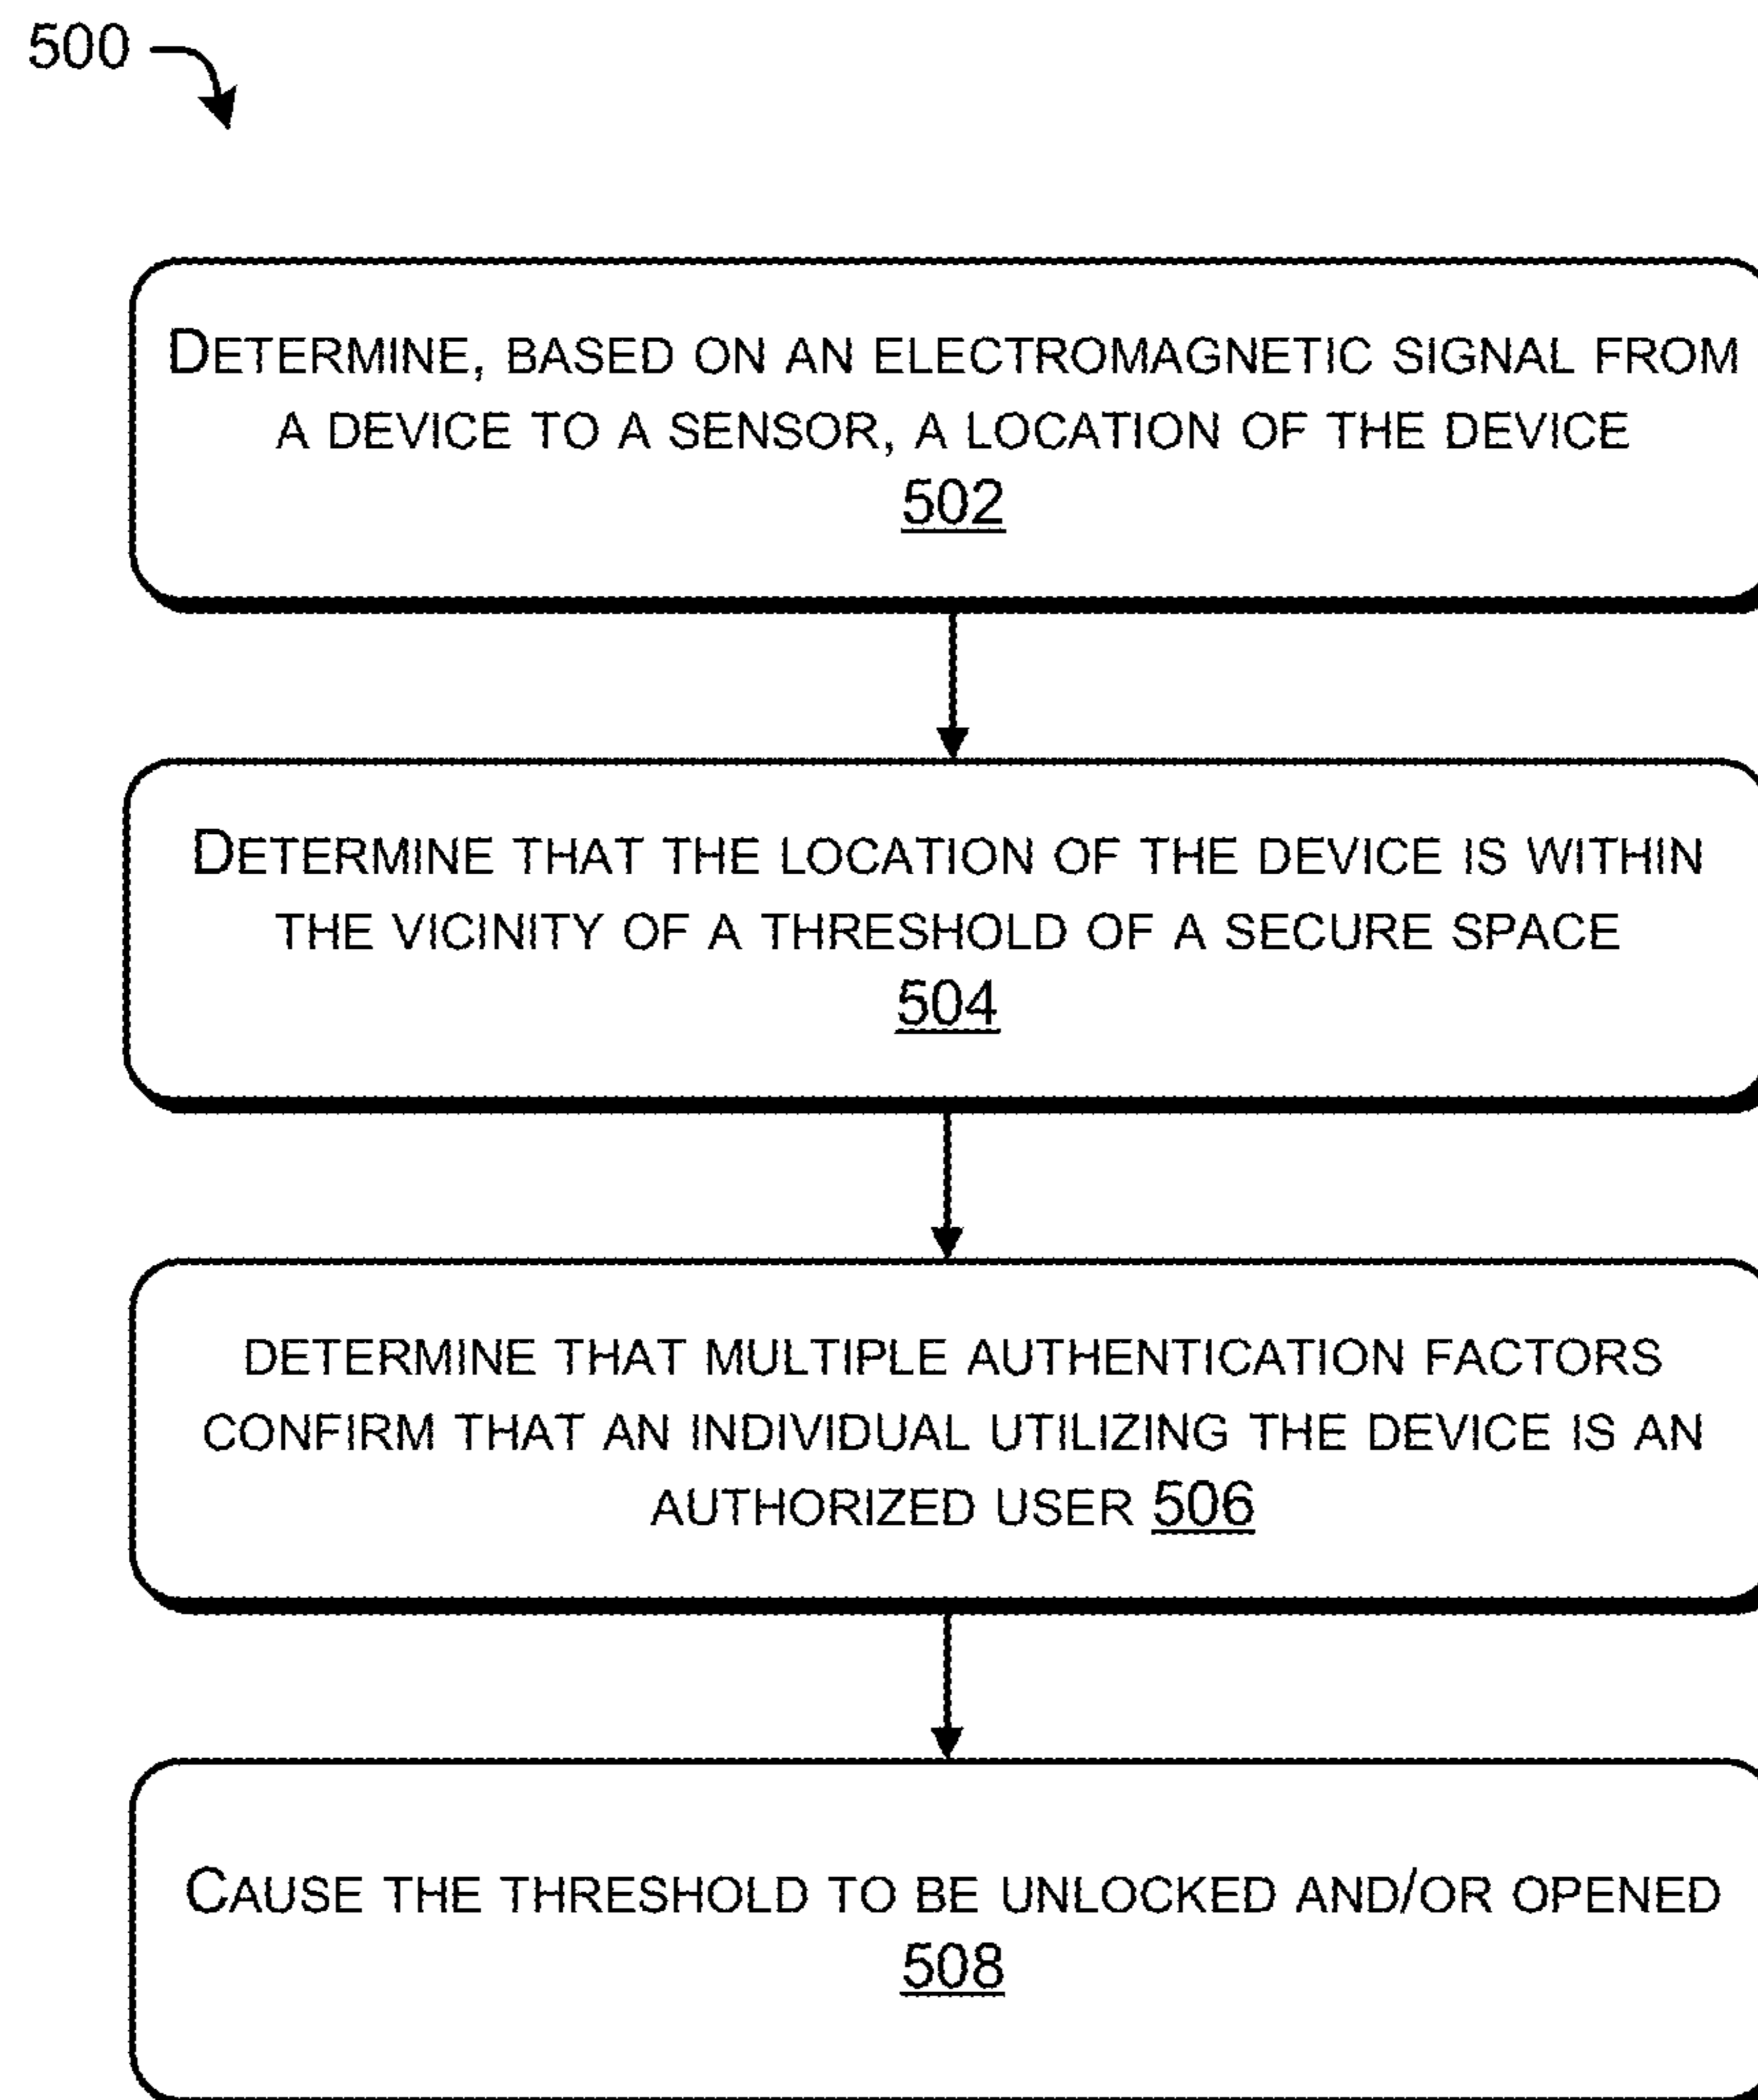 500
DETERMINE, BASED ON AN ELECTROMAGNETIC SIGNAL FROM
A DEVICE TO A SENSOR, A LOCATION OF THE DEVICE
502
DETERMINE THAT THE LOCATION OF THE DEVICE IS WITHIN
THE VICINITY OF A THRESHOLD OF A SECURE SPACE
504
DETERMINE THAT MULTIPLE AUTHENTICATION FACTORS
CONFIRM THAT AN INDIVIDUAL UTILIZING THE DEVICE IS AN
AUTHORIZED USER 506
CAUSE THE THRESHOLD TO BE UNLOCKED AND/OR OPENED
508